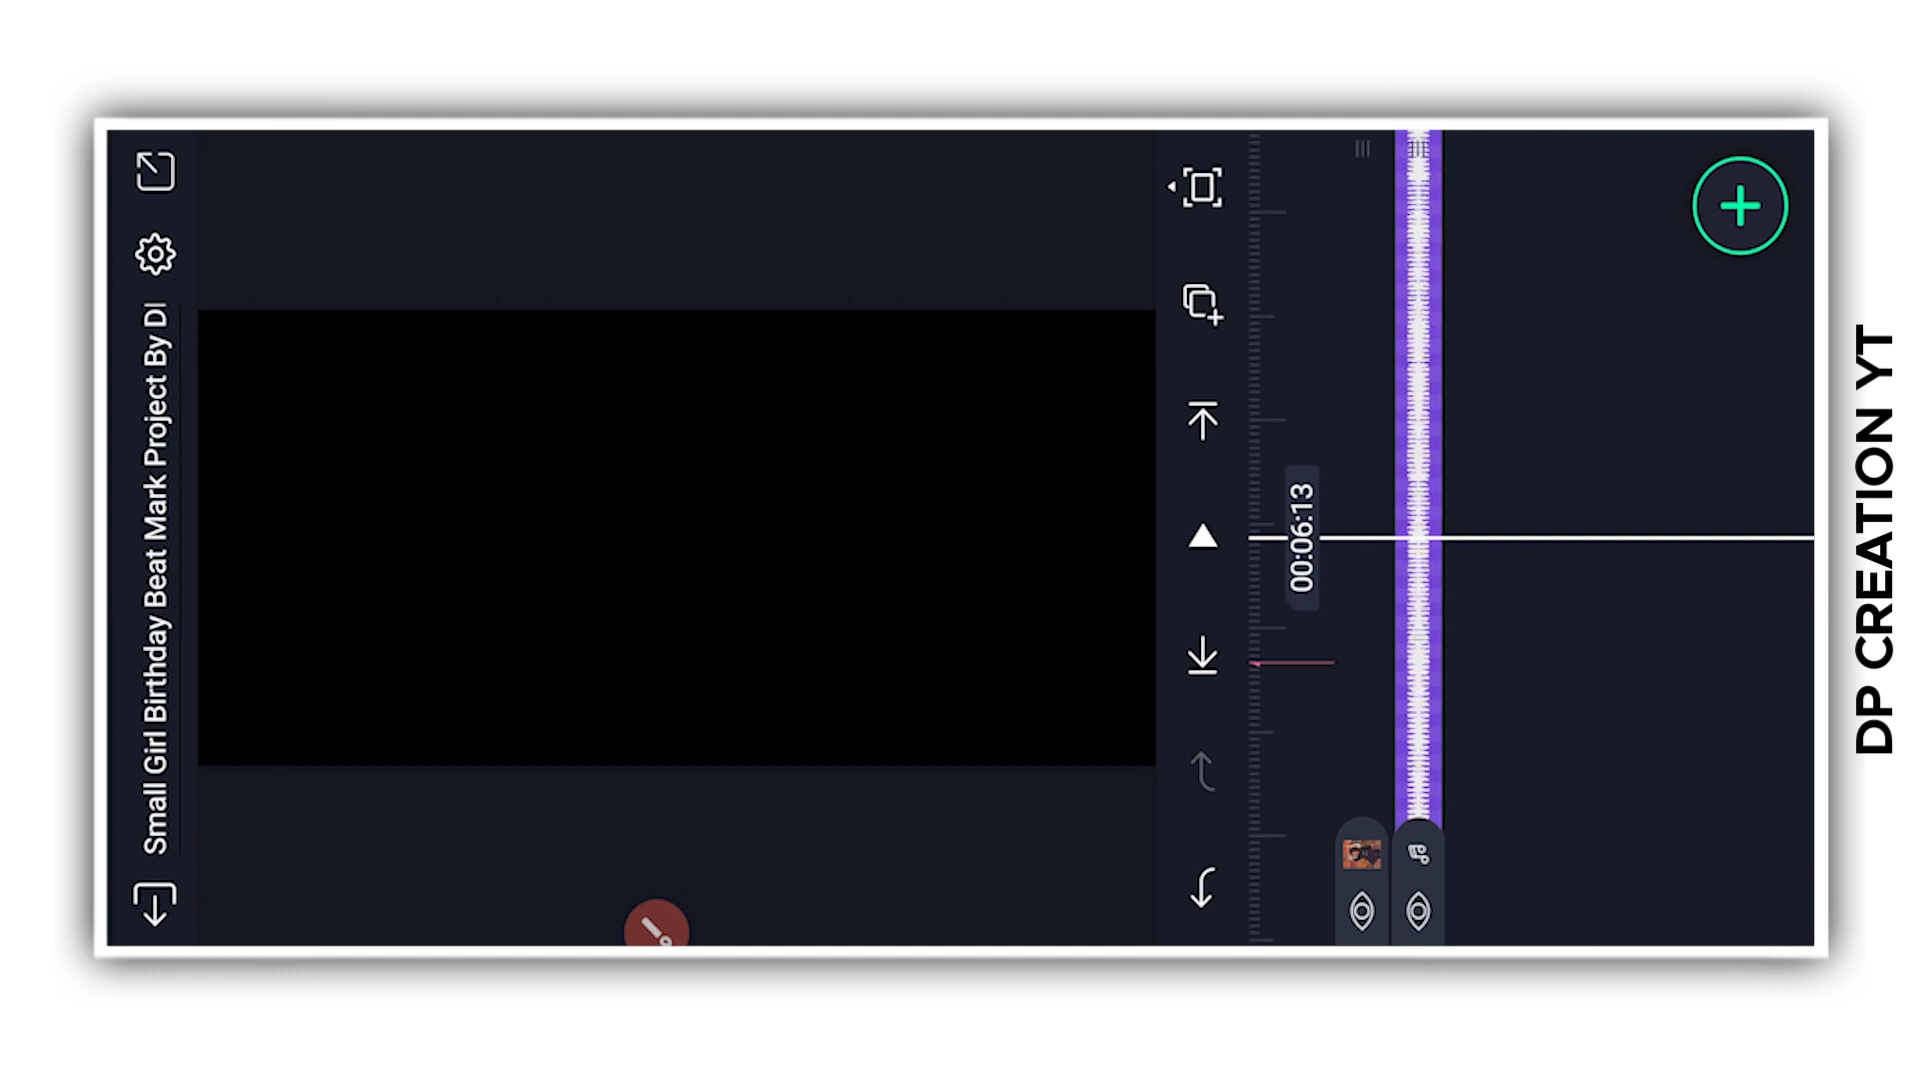 Small Girl Birthday Beat Mark Project By DI
00:06:13
DP CREATION YT